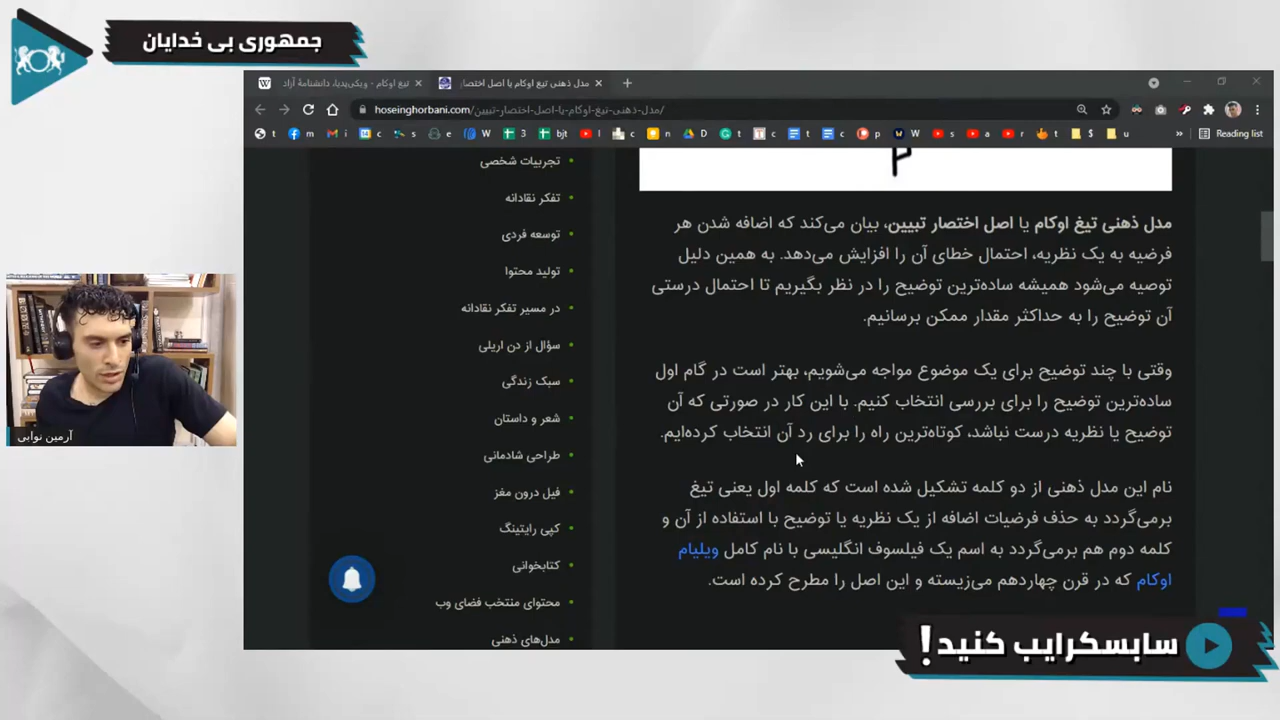 جمهوری بی خدایان
تیغ اوکام - ویکی‌پدیا، دانشنامهٔ آزاد
مدل ذهنی تیغ اوکام یا اصل اختصار
hoseinghorbani.com/مدل-ذهنی-تیغ-اوکام-یا-اصل-اختصار-تبیین/
Reading list
تجربیات شخصی
تفکر نقادانه
توسعه فردی
تولید محتوا
در مسیر تفکر نقادانه
سؤال از دن اریلی
سبک زندگی
شعر و داستان
طراحی شادمانی
فیل درون مغز
کپی رایتینگ
کتابخوانی
محتوای منتخب فضای وب
مدل‌های ذهنی
مدل ذهنی تیغ اوکام یا اصل اختصار تبیین، بیان می‌کند که اضافه شدن هر
فرضیه به یک نظریه، احتمال خطای آن را افزایش می‌دهد. به همین دلیل
توصیه می‌شود همیشه ساده‌ترین توضیح را در نظر بگیریم تا احتمال درستی
آن توضیح را به حداکثر مقدار ممکن برسانیم.
وقتی با چند توضیح برای یک موضوع مواجه می‌شویم، بهتر است در گام اول
ساده‌ترین توضیح را برای بررسی انتخاب کنیم. با این کار در صورتی که آن
توضیح یا نظریه درست نباشد، کوتاه‌ترین راه را برای رد آن انتخاب کرده‌ایم.
نام این مدل ذهنی از دو کلمه تشکیل شده است که کلمه اول یعنی تیغ
برمی‌گردد به حذف فرضیات اضافه از یک نظریه یا توضیح با استفاده از آن و
کلمه دوم هم برمی‌گردد به اسم یک فیلسوف انگلیسی با نام کامل ویلیام
اوکام که در قرن چهاردهم می‌زیسته و این اصل را مطرح کرده است.
آرمین نوابی
سابسکرایب کنید!